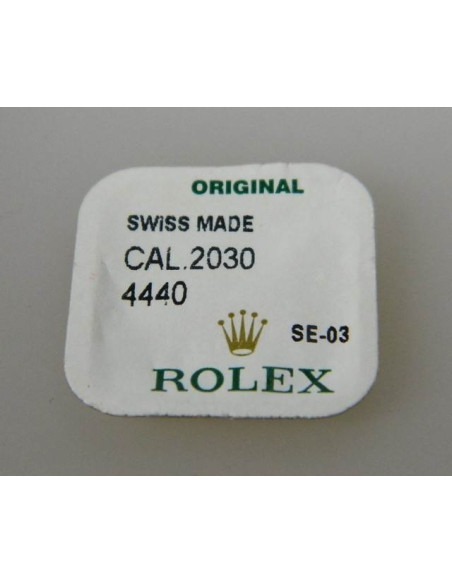 ORIGINAL
SWISS MADE
CAL.2030
4440
SE-03
ROLEX